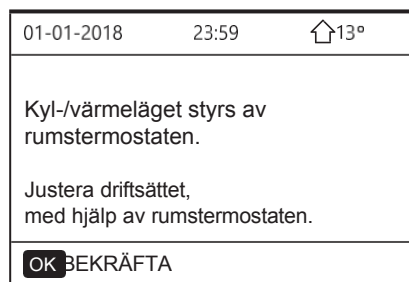 01-01-2018 23:59 13°
Kyl-/värmeläget styrs av
rumstermostaten.
Justera driftsättet,
med hjälp av rumstermostaten.
OK BEKRÄFTA